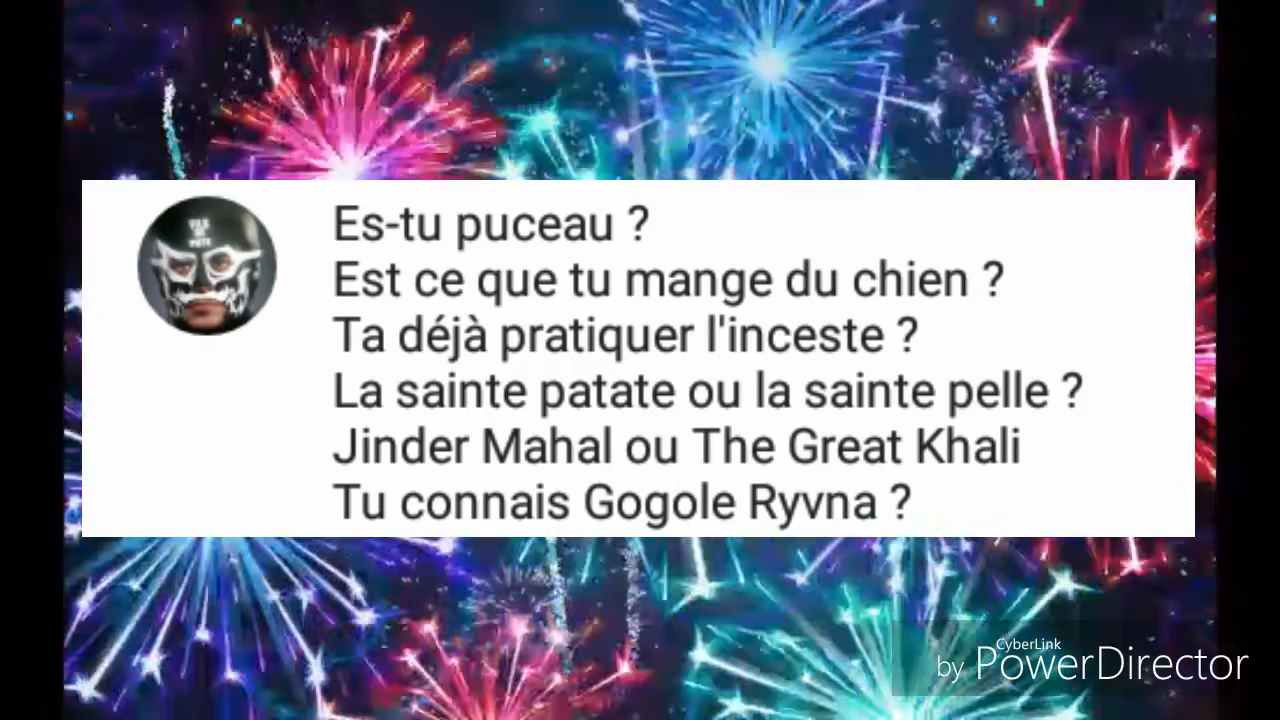 Es-tu puceau ?
Est ce que tu mange du chien ?
Ta déjà pratiquer l'inceste ?
La sainte patate ou la sainte pelle ?
Jinder Mahal ou The Great Khali
Tu connais Gogole Ryvna ?
CyberLink
by PowerDirector